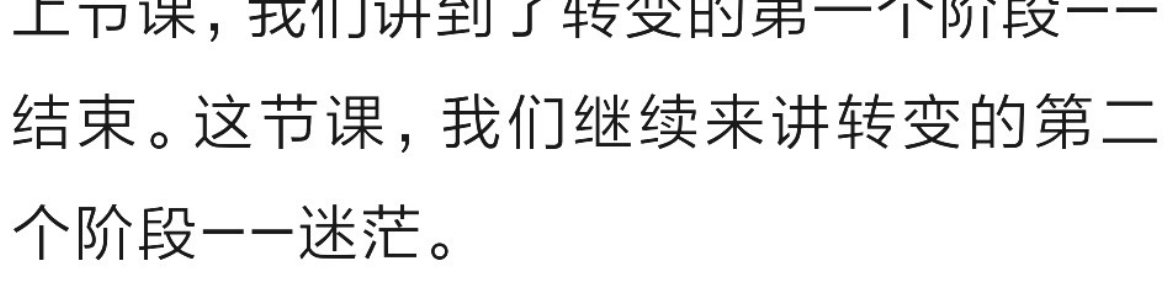 上节课，我们讲到了转变的第一个阶段——
结束。这节课，我们继续来讲转变的第二
个阶段——迷茫。